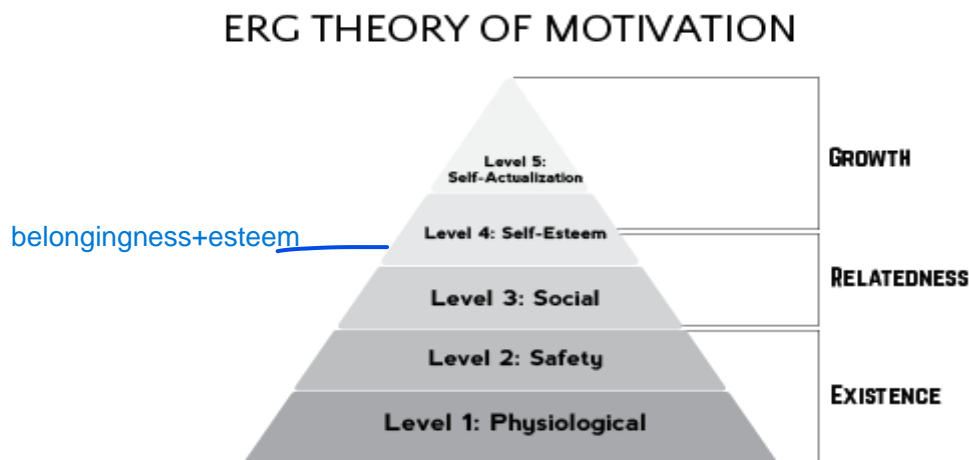 ERG THEORY OF MOTIVATION
Level 5:
Self-Actualization
GROWTH
belongingness+esteem
Level 4: Self-Esteem
RELATEDNESS
Level 3: Social
Level 2: Safety
EXISTENCE
Level 1: Physiological